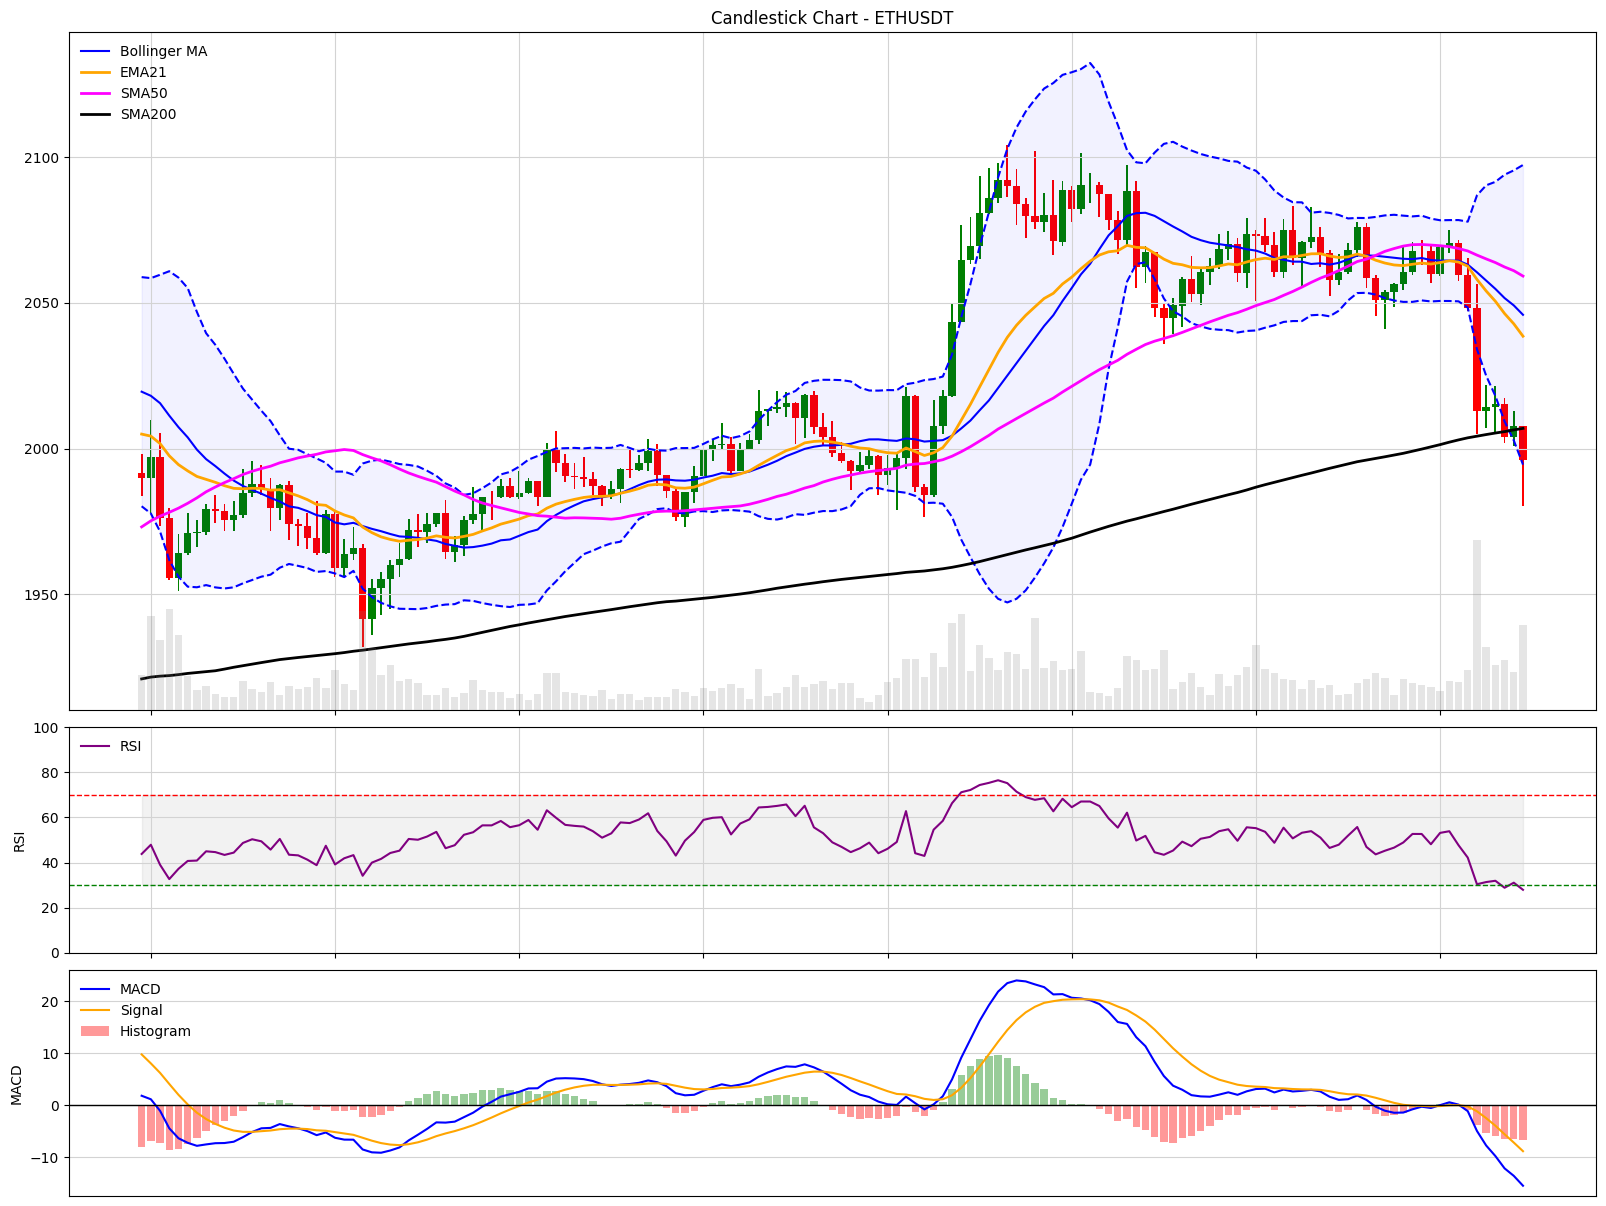 Candlestick Chart - ETHUSDT
Bollinger MA
EMA21
SMA50
SMA200
2100
2050
2000
1950
RSI
100
80
60
40
20
0
RSI
MACD
Signal
Histogram
20
10
0
−10
MACD